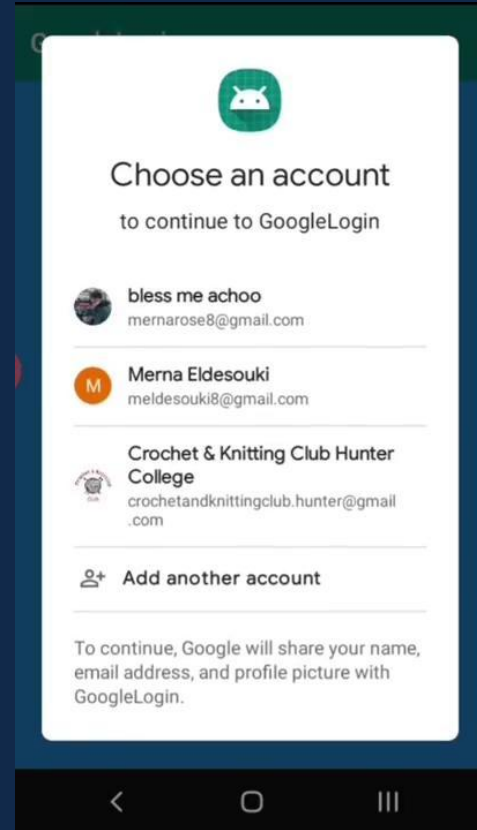 Choose an account
to continue to GoogleLogin
bless me achoo
mernarose8@gmail.com
M
Merna Eldesouki
meldesouki8@gmail.com
Crochet & Knitting Club Hunter
College
crochetandknittingclub.hunter@gmail
.com
Add another account
To continue, Google will share your name,
email address, and profile picture with
GoogleLogin.